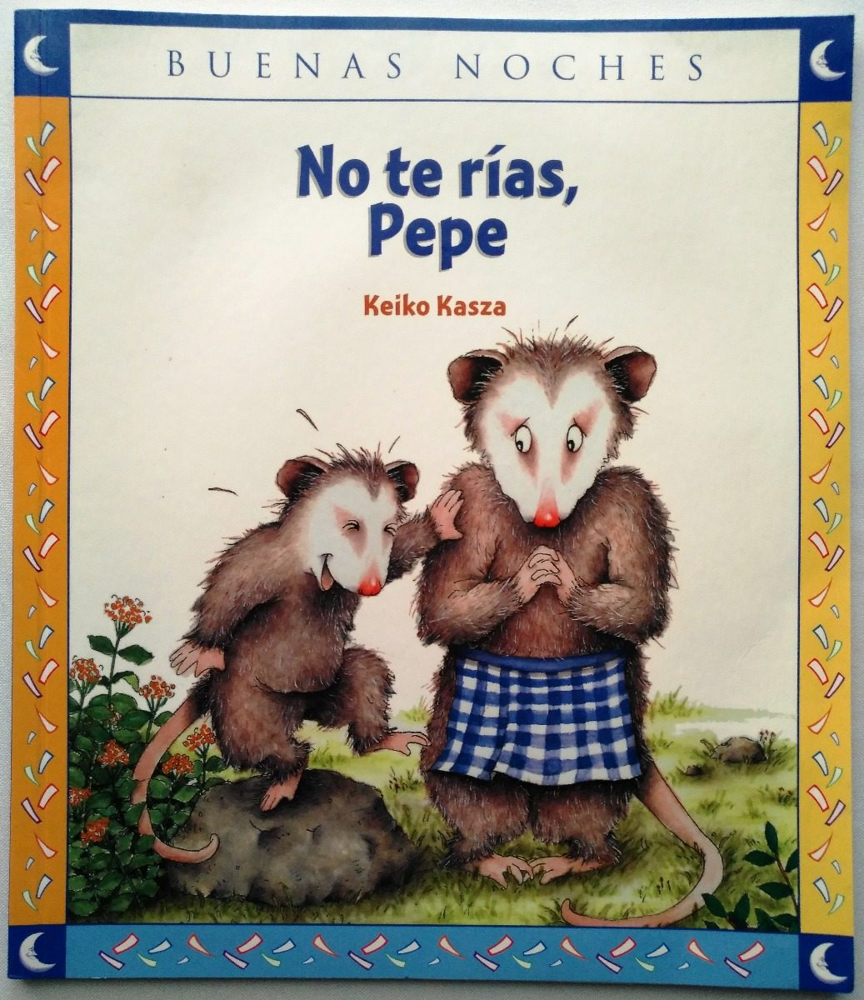 BUENAS NOCHES
No te rías,
Pepe
Keiko Kasza